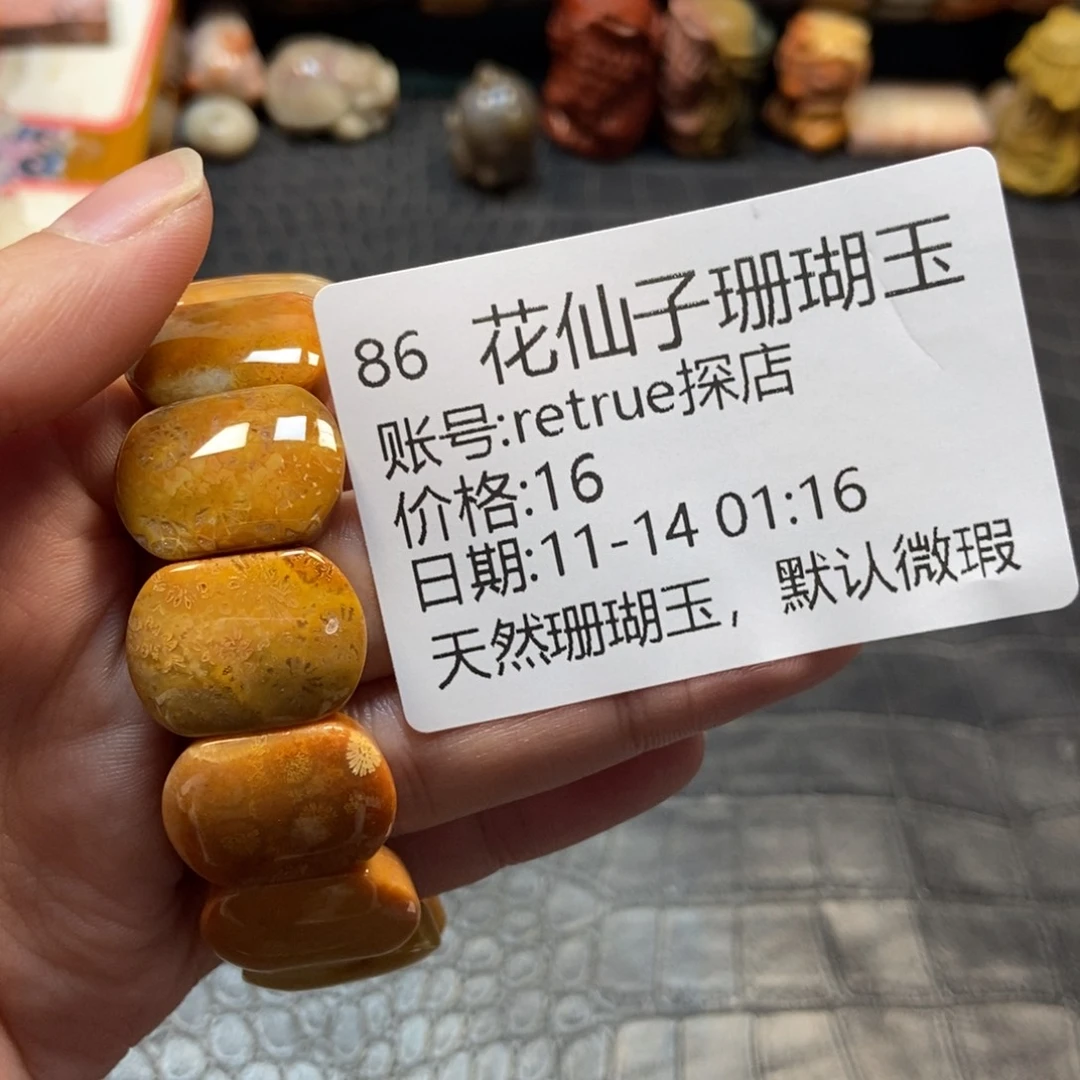 86 花仙子珊瑚玉
账号:retrue探店
价格:16
日期:11-14 01:16
天然珊瑚玉，默认微瑕